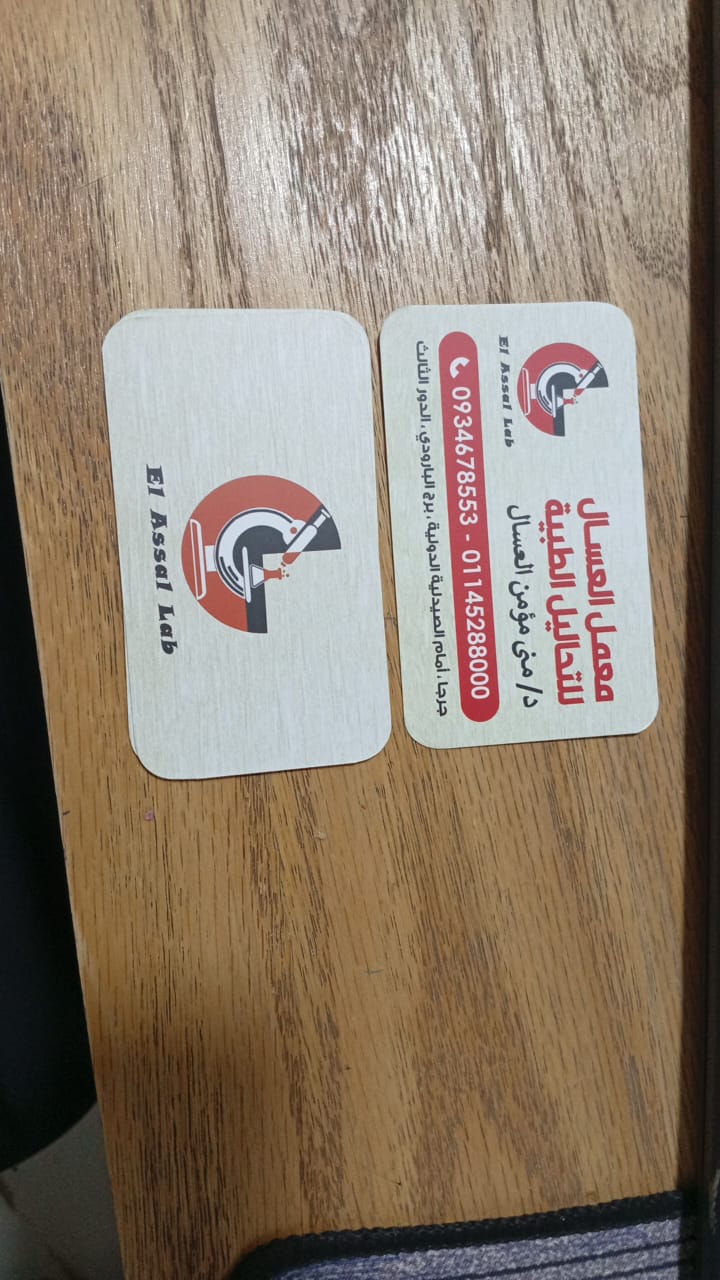 El Assal Lab
معمل العسال
للتحاليل الطبية
د/ منى مؤمن العسال
0934678553 - 01145288000
جرجا ، أمام الصيدلية الدولية ، برج البارودي ، الدور الثالث
El Assal Lab